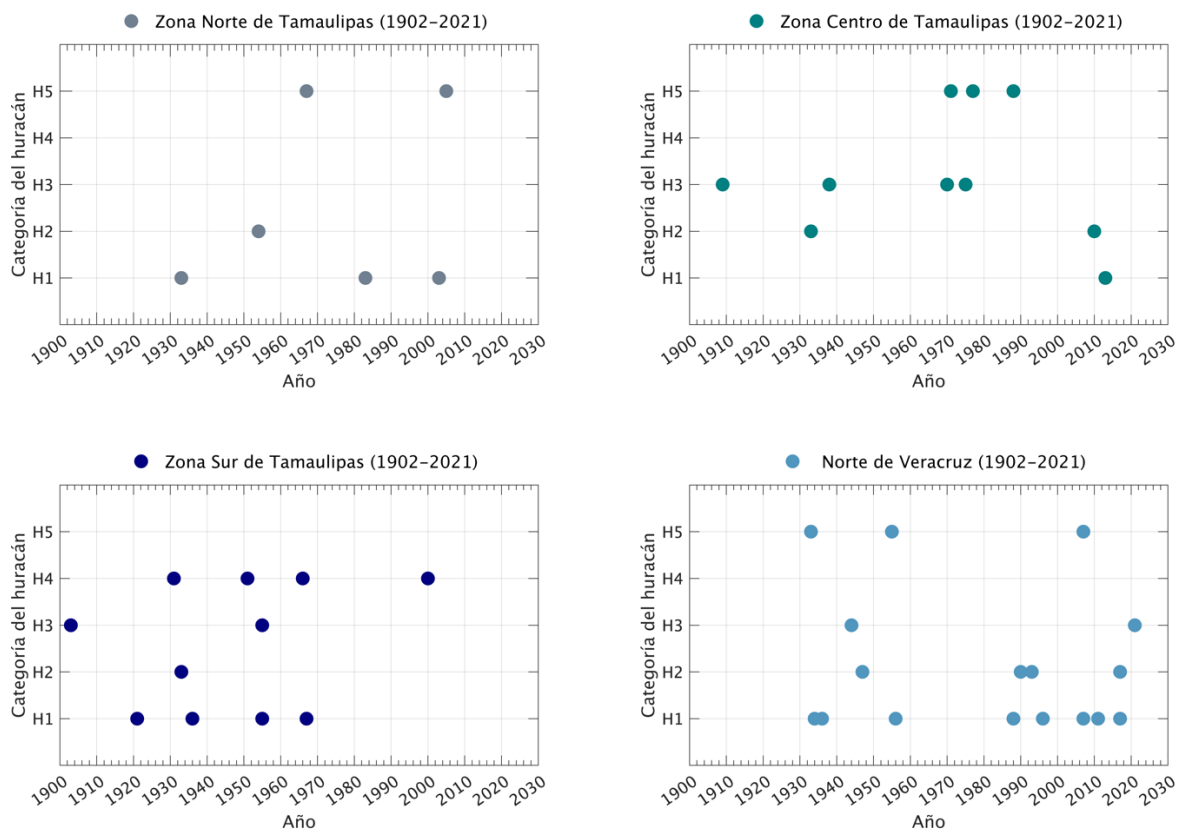 Zona Norte de Tamaulipas (1902-2021)
Categoría del huracán
H5
H4
H3
H2
H1
1900 1910 1920 1930 1940 1950 1960 1970 1980 1990 2000 2010 2020 2030
Año
Zona Centro de Tamaulipas (1902-2021)
Categoría del huracán
H5
H4
H3
H2
H1
1900 1910 1920 1930 1940 1950 1960 1970 1980 1990 2000 2010 2020 2030
Año
Zona Sur de Tamaulipas (1902-2021)
Categoría del huracán
H5
H4
H3
H2
H1
1900 1910 1920 1930 1940 1950 1960 1970 1980 1990 2000 2010 2020 2030
Año
Norte de Veracruz (1902-2021)
Categoría del huracán
H5
H4
H3
H2
H1
1900 1910 1920 1930 1940 1950 1960 1970 1980 1990 2000 2010 2020 2030
Año